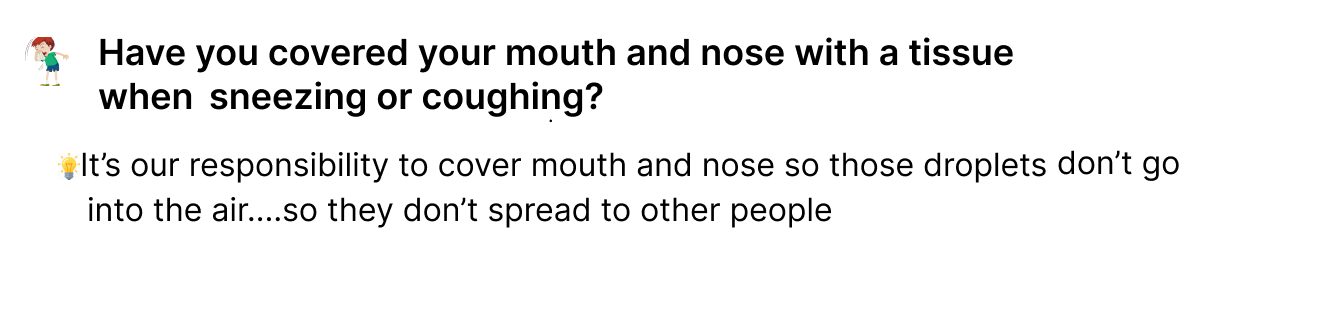 Have you covered your mouth and nose with a tissue
when sneezing or coughing?
It's our responsibility to cover mouth and nose so those droplets don't go
into the air....so they don't spread to other people